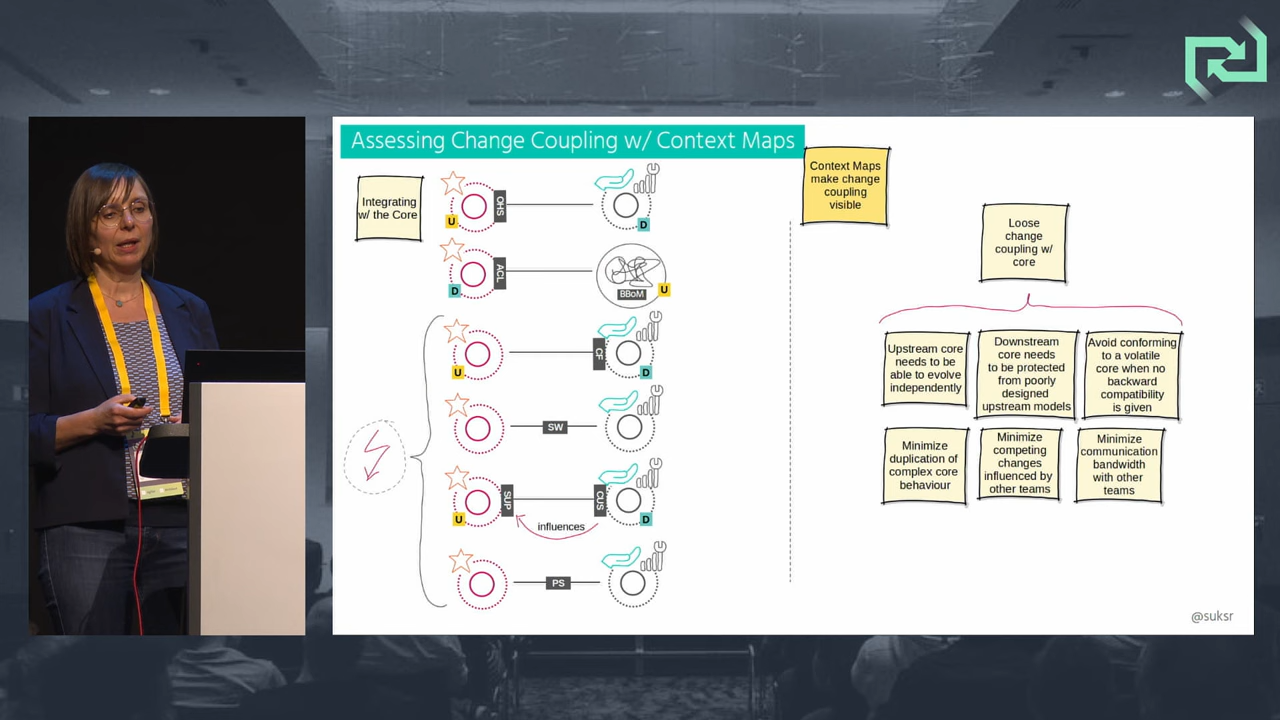 Assessing Change Coupling w/ Context Maps
Integrating
w/ the Core
U
OHS
D
D
ACL
BBoM
U
U
CF
D
SW
U
SUP
CUS
D
influences
PS
Context Maps
make change
coupling
visible
Loose
change
coupling w/
core
Upstream core
needs to be
able to evolve
independently
Downstream
core needs
to be protected
from poorly
designed
upstream models
Avoid conforming
to a volatile
core when no
backward
compatibility
is given
Minimize
duplication of
complex core
behaviour
Minimize
competing
changes
influenced by
other teams
Minimize
communication
bandwidth
with other
teams
@suksr